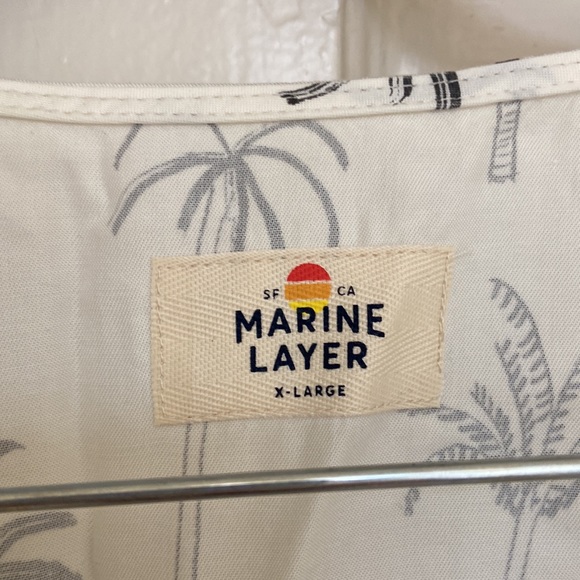 SF CA
MARINE
LAYER
X-LARGE